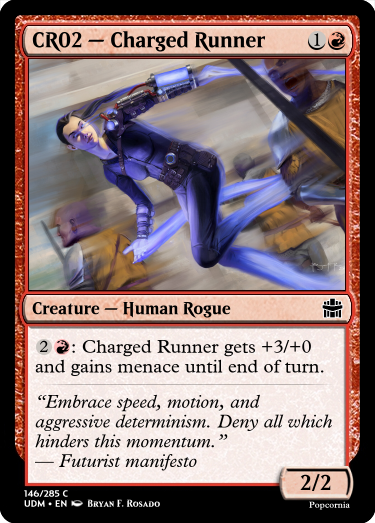 CR02 — Charged Runner 1
Creature — Human Rogue
2 : Charged Runner gets +3/+0
and gains menace until end of turn.
“Embrace speed, motion, and
aggressive determinism. Deny all which
hinders this momentum.”
— Futurist manifesto
2/2
146/285 C
UDM • EN Bryan F. Rosado
Popcornia